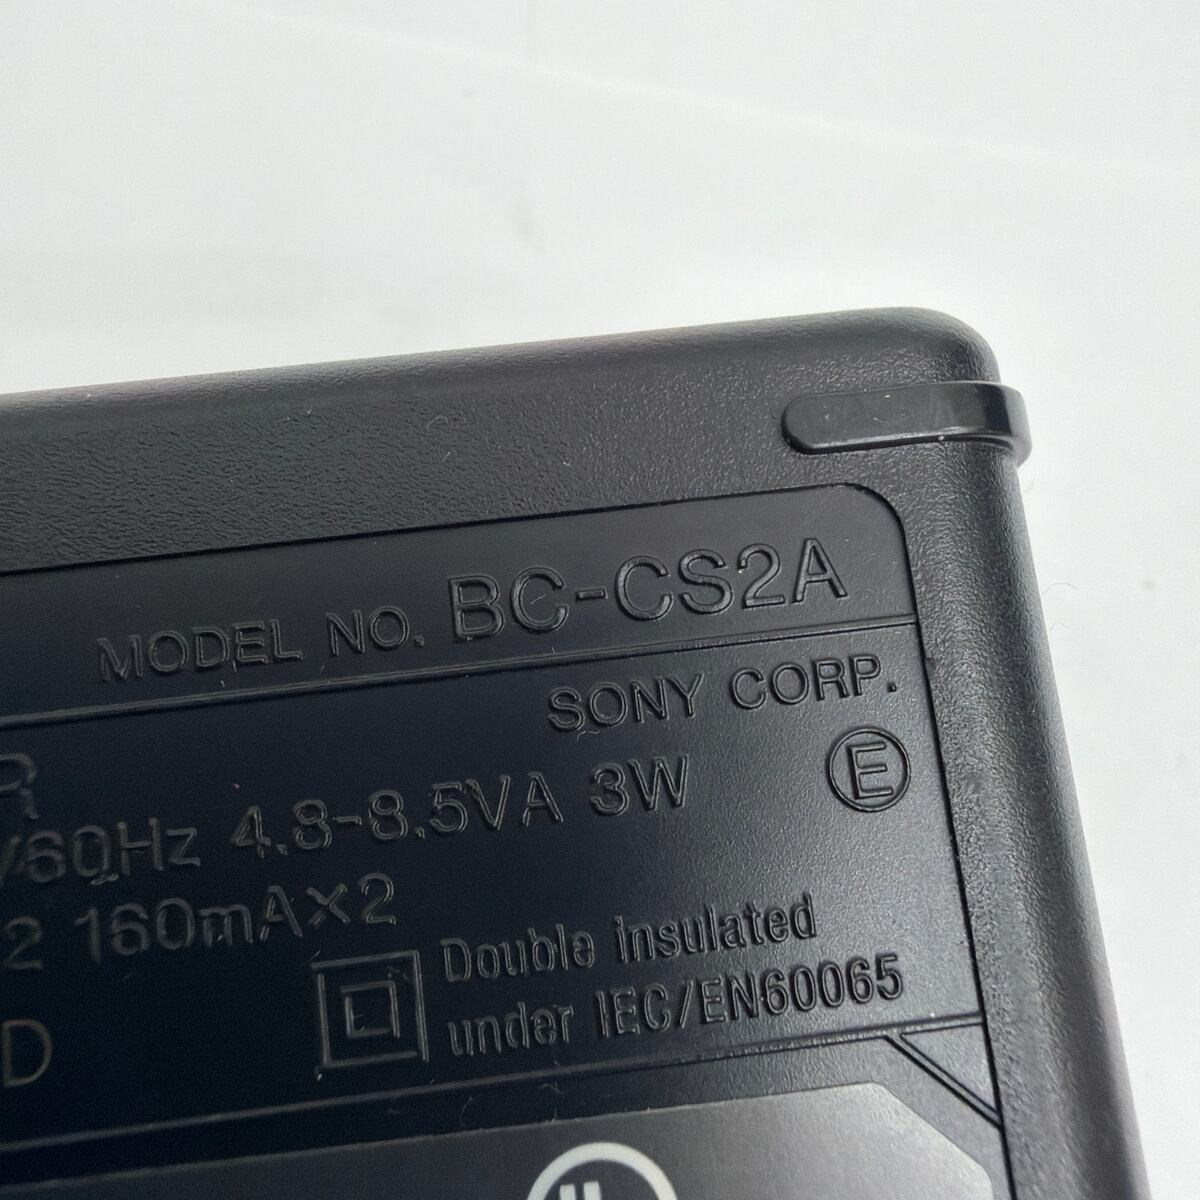 MODEL NO. BC-CS2A
SONY CORP.
R
/60Hz 4.8-8.5VA 3W
E
2 160mA×2
Double insulated
under IEC/EN60065
D